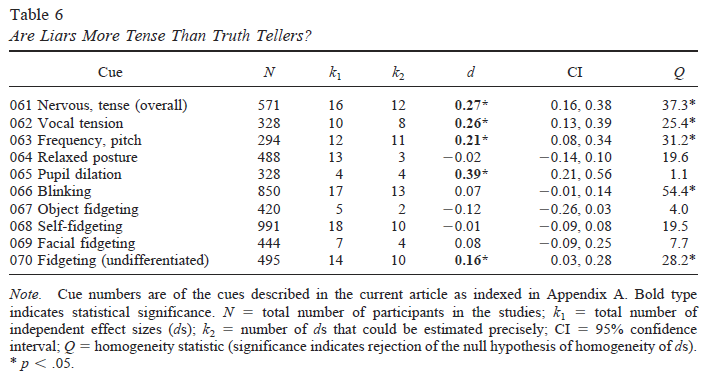 Table 6
Are Liars More Tense Than Truth Tellers?
Cue N k1 k2 d CI Q
061 Nervous, tense (overall) 571 16 12 0.27* 0.16, 0.38 37.3*
062 Vocal tension 328 10 8 0.26* 0.13, 0.39 25.4*
063 Frequency, pitch 294 12 11 0.21* 0.08, 0.34 31.2*
064 Relaxed posture 488 13 3 −0.02 −0.14, 0.10 19.6
065 Pupil dilation 328 4 4 0.39* 0.21, 0.56 1.1
066 Blinking 850 17 13 0.07 −0.01, 0.14 54.4*
067 Object fidgeting 420 5 2 −0.12 −0.26, 0.03 4.0
068 Self-fidgeting 991 18 10 −0.01 −0.09, 0.08 19.5
069 Facial fidgeting 444 7 4 0.08 −0.09, 0.25 7.7
070 Fidgeting (undifferentiated) 495 14 10 0.16* 0.03, 0.28 28.2*
Note. Cue numbers are of the cues described in the current article as indexed in Appendix A. Bold type
indicates statistical significance. N = total number of participants in the studies; k1 = total number of
independent effect sizes (ds); k2 = number of ds that could be estimated precisely; CI = 95% confidence
interval; Q = homogeneity statistic (significance indicates rejection of the null hypothesis of homogeneity of ds).
* p < .05.